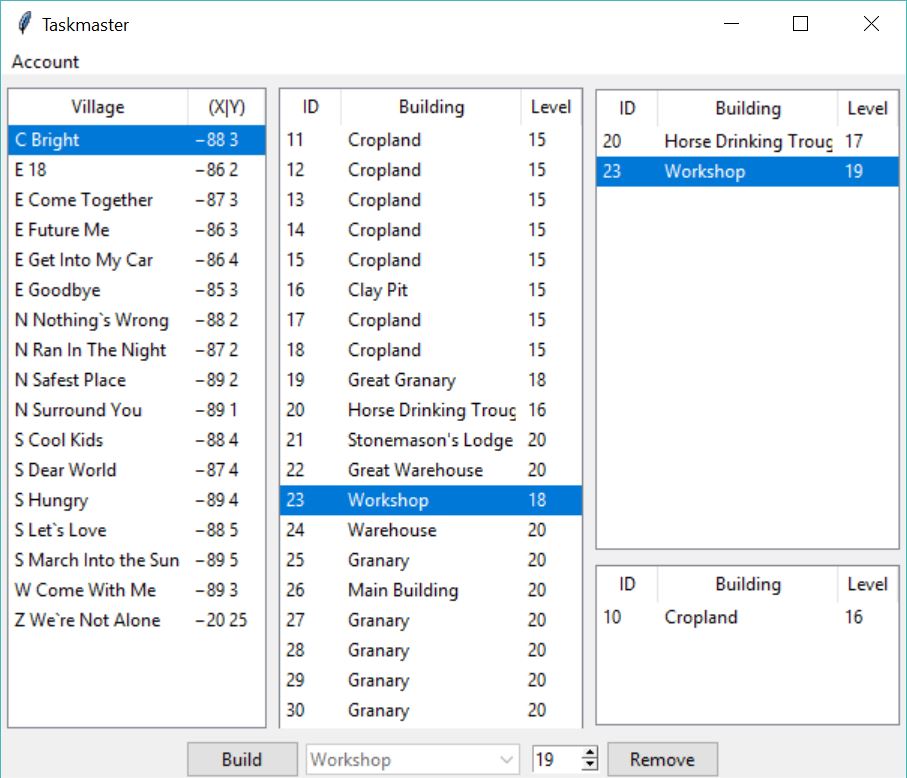 Taskmaster
Account
Village (X|Y)
C Bright −88 3
E 18 −86 2
E Come Together −87 3
E Future Me −86 3
E Get Into My Car −86 4
E Goodbye −85 3
N Nothing`s Wrong −88 2
N Ran In The Night −87 2
N Safest Place −89 2
N Surround You −89 1
S Cool Kids −88 4
S Dear World −87 4
S Hungry −89 4
S Let`s Love −88 5
S March Into the Sun −89 5
W Come With Me −89 3
Z We`re Not Alone −20 25
ID Building Level
11 Cropland 15
12 Cropland 15
13 Cropland 15
14 Cropland 15
15 Cropland 15
16 Clay Pit 15
17 Cropland 15
18 Cropland 15
19 Great Granary 18
20 Horse Drinking Troug 16
21 Stonemason's Lodge 20
22 Great Warehouse 20
23 Workshop 18
24 Warehouse 20
25 Granary 20
26 Main Building 20
27 Granary 20
28 Granary 20
29 Granary 20
30 Granary 20
ID Building Level
20 Horse Drinking Troug 17
23 Workshop 19
ID Building Level
10 Cropland 16
Build Workshop 19 Remove